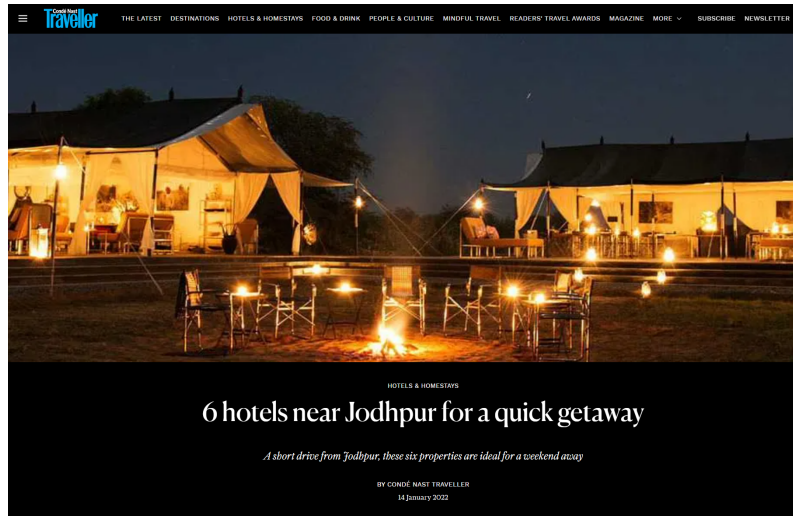 Condé Nast
Traveller
THE LATEST DESTINATIONS HOTELS & HOMESTAYS FOOD & DRINK PEOPLE & CULTURE MINDFUL TRAVEL READERS' TRAVEL AWARDS MAGAZINE MORE SUBSCRIBE NEWSLETTER
HOTELS & HOMESTAYS
6 hotels near Jodhpur for a quick getaway
A short drive from Jodhpur, these six properties are ideal for a weekend away
BY CONDÉ NAST TRAVELLER
14 January 2022